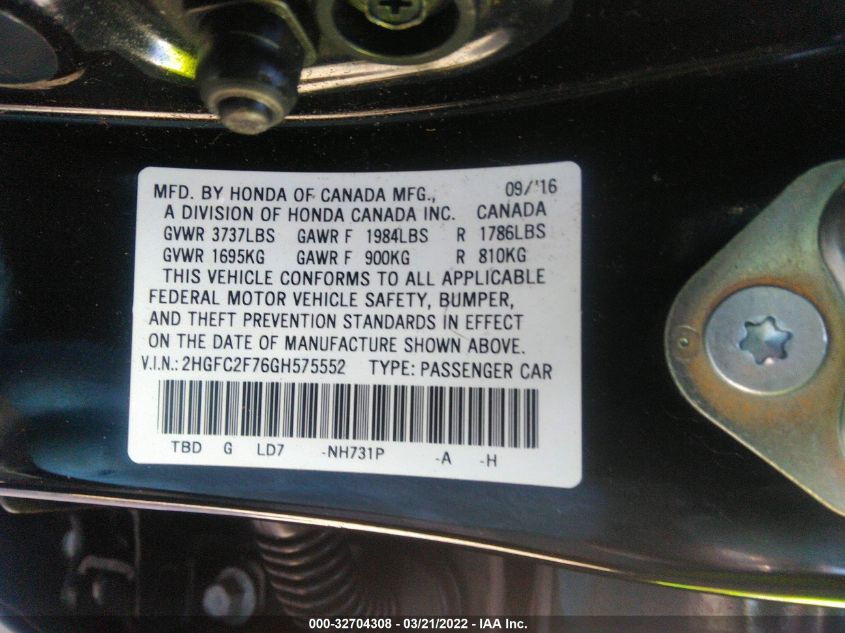 MFD. BY HONDA OF CANADA MFG., 09/'16
A DIVISION OF HONDA CANADA INC. CANADA
GVWR 3737LBS GAWR F 1984LBS R 1786LBS
GVWR 1695KG GAWR F 900KG R 810KG
THIS VEHICLE CONFORMS TO ALL APPLICABLE
FEDERAL MOTOR VEHICLE SAFETY, BUMPER,
AND THEFT PREVENTION STANDARDS IN EFFECT
ON THE DATE OF MANUFACTURE SHOWN ABOVE.
V.I.N.: 2HGFC2F76GH575552 TYPE: PASSENGER CAR
TBD G LD7 -NH731P -A -H
000-32704308 - 03/21/2022 - IAA Inc.